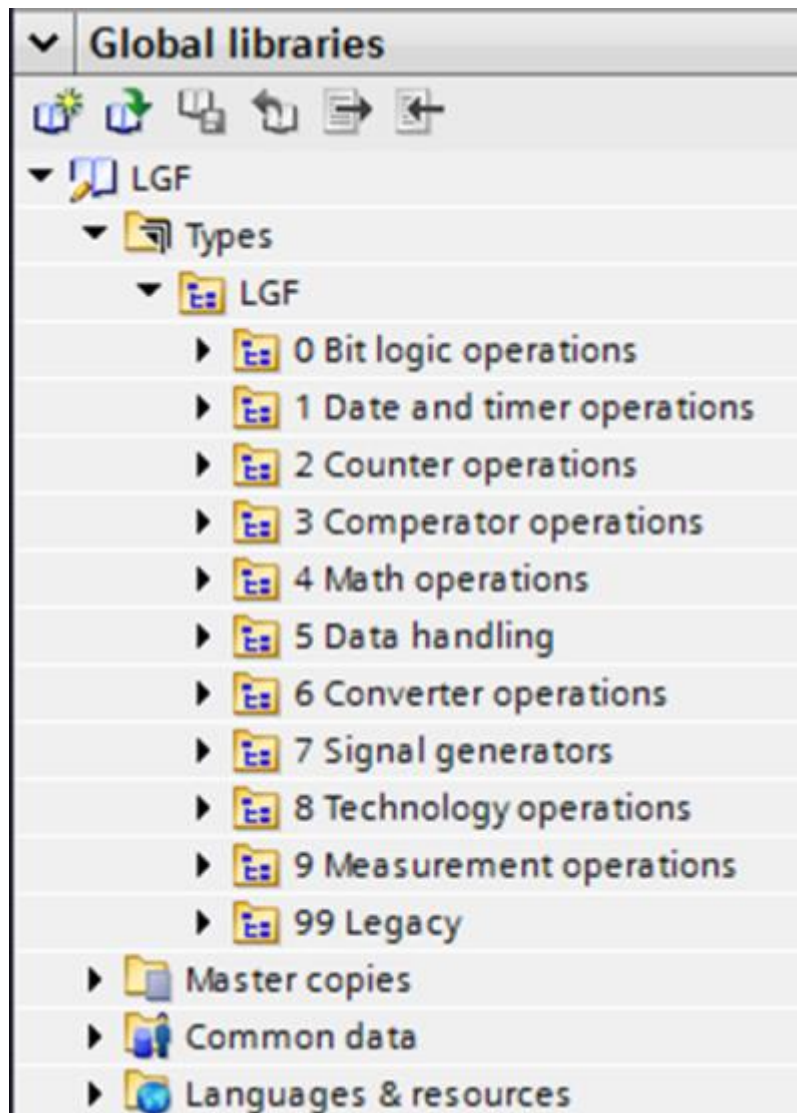 Global libraries
LGF
Types
LGF
0 Bit logic operations
1 Date and timer operations
2 Counter operations
3 Comperator operations
4 Math operations
5 Data handling
6 Converter operations
7 Signal generators
8 Technology operations
9 Measurement operations
99 Legacy
Master copies
Common data
Languages & resources